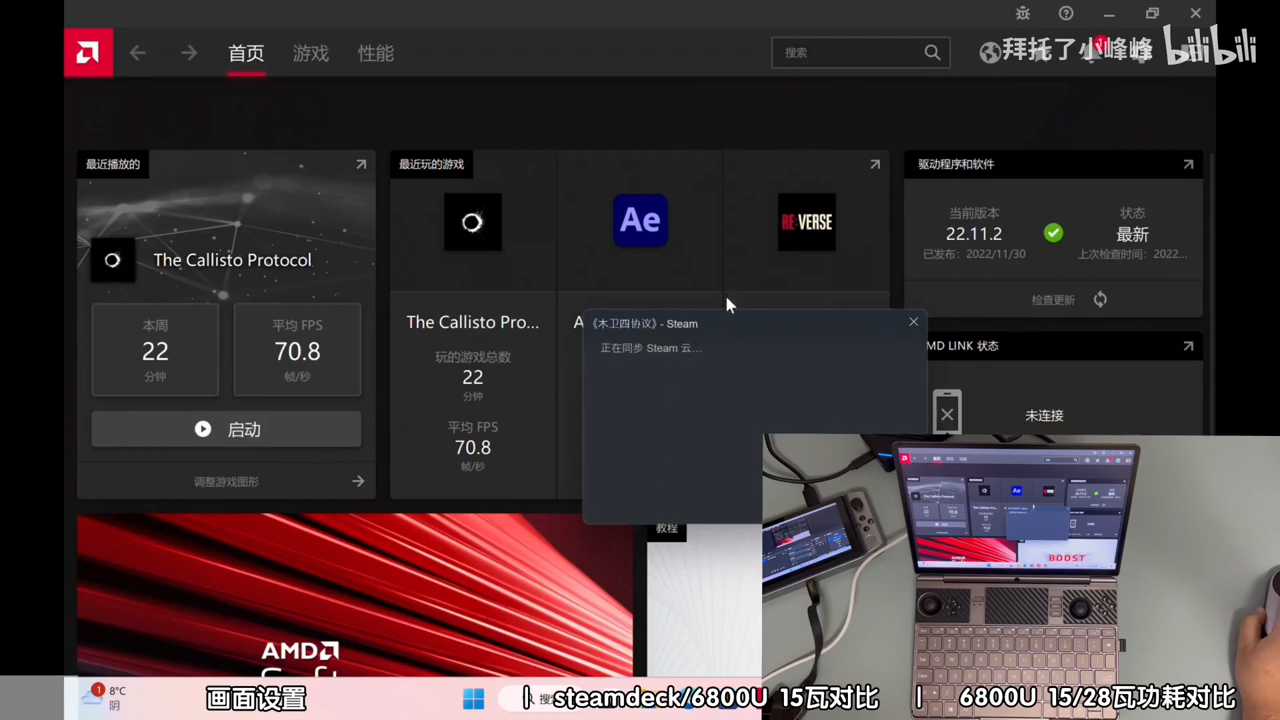 首页
游戏
性能
搜索
拜托了小峰峰
bilibili
最近播放的
The Callisto Protocol
本周
22
分钟
平均 FPS
70.8
帧/秒
启动
调整游戏图形
最近玩的游戏
Ae
RE:VERSE
The Callisto Pro...
A
玩的游戏总数
22
分钟
平均 FPS
70.8
帧/秒
《木卫四协议》- Steam
正在同步 Steam 云...
驱动程序和软件
当前版本
22.11.2
已发布：2022/11/30
状态
最新
上次检查时间：2022...
检查更新
MD LINK 状态
未连接
教程
AMD
BOOST
1
8°C
阴
画面设置
| steamdeck/6800U 15瓦对比
| 6800U 15/28瓦功耗对比